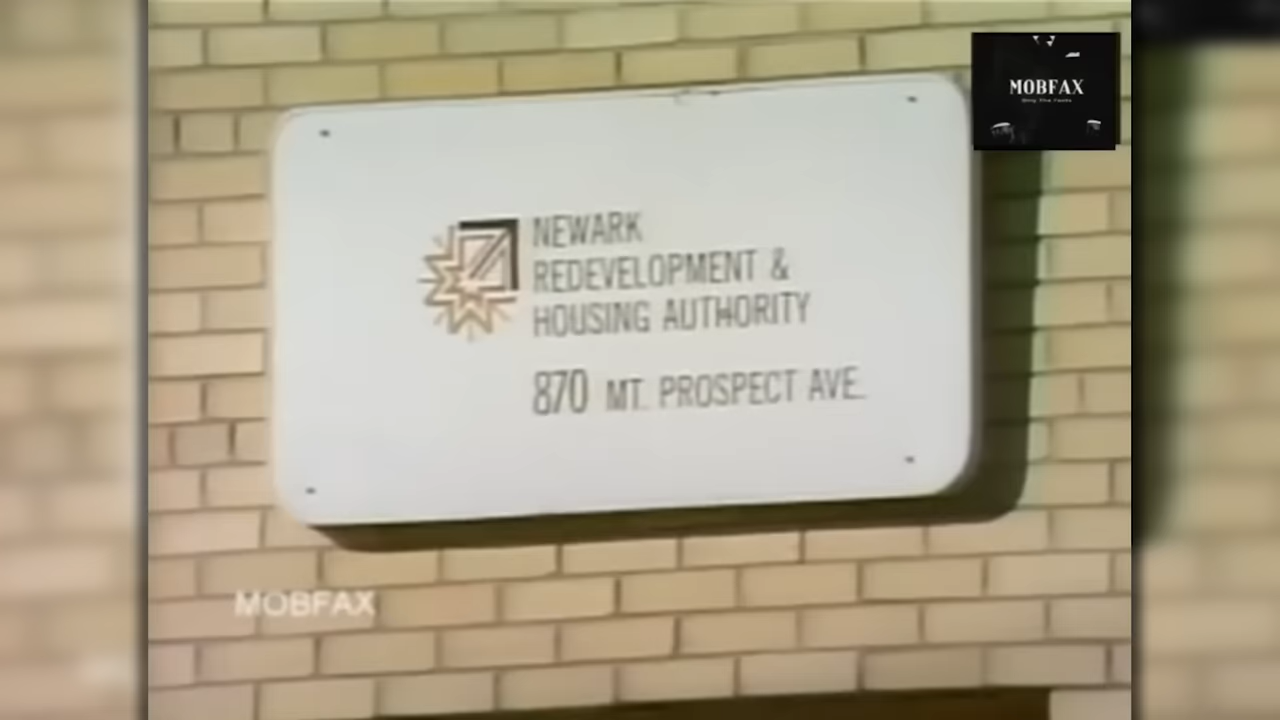 MOBFAX
NEWARK
REDEVELOPMENT &
HOUSING AUTHORITY
870 MT. PROSPECT AVE.
MOBFAX